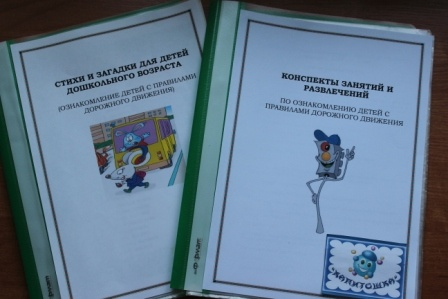 СТИХИ И ЗАГАДКИ ДЛЯ ДЕТЕЙ
ДОШКОЛЬНОГО ВОЗРАСТА
(ОЗНАКОМЛЕНИЕ ДЕТЕЙ С ПРАВИЛАМИ
ДОРОЖНОГО ДВИЖЕНИЯ)
КОНСПЕКТЫ ЗАНЯТИЙ И
РАЗВЛЕЧЕНИЙ
ПО ОЗНАКОМЛЕНИЮ ДЕТЕЙ С
ПРАВИЛАМИ ДОРОЖНОГО ДВИЖЕНИЯ
"КАПИТОШКА"